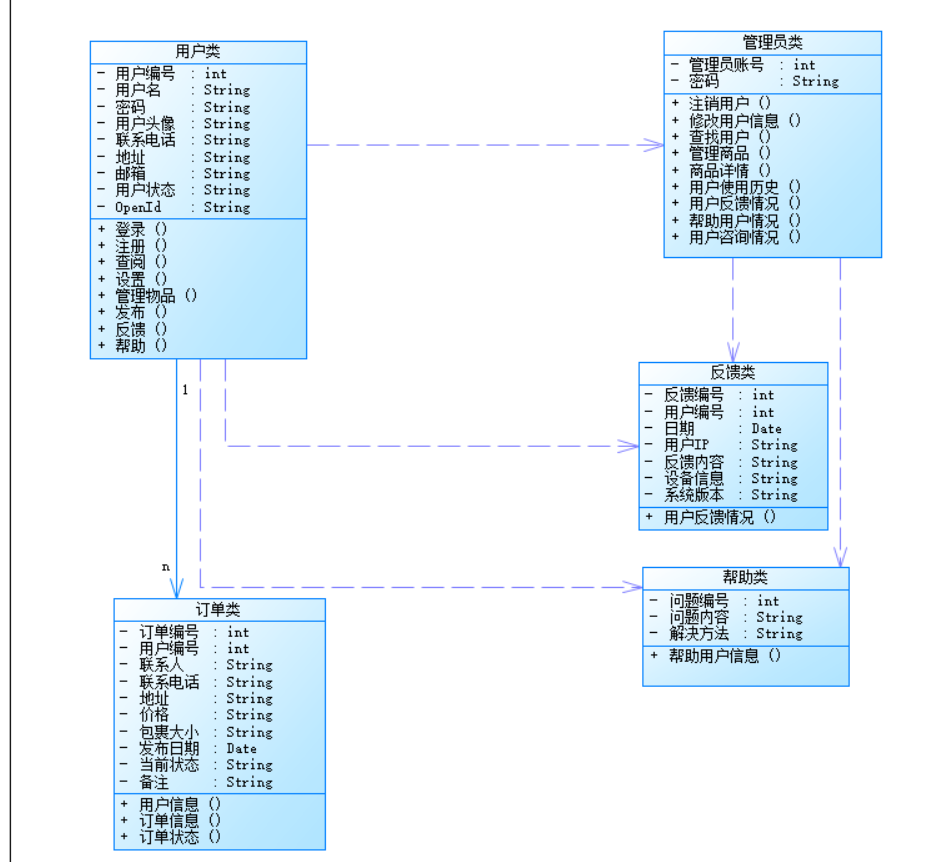 用户类
- 用户编号 : int
- 用户名 : String
- 密码 : String
- 用户头像 : String
- 联系电话 : String
- 地址 : String
- 邮箱 : String
- 用户状态 : String
- OpenId : String
+ 登录 ()
+ 注册 ()
+ 查阅 ()
+ 设置 ()
+ 管理物品 ()
+ 发布 ()
+ 反馈 ()
+ 帮助 ()
管理员类
- 管理员账号 : int
- 密码 : String
+ 注销用户 ()
+ 修改用户信息 ()
+ 查找用户 ()
+ 管理商品 ()
+ 商品详情 ()
+ 用户使用历史 ()
+ 用户反馈情况 ()
+ 帮助用户情况 ()
+ 用户咨询情况 ()
1
n
反馈类
- 反馈编号 : int
- 用户编号 : int
- 日期 : Date
- 用户IP : String
- 反馈内容 : String
- 设备信息 : String
- 系统版本 : String
+ 用户反馈情况 ()
订单类
- 订单编号 : int
- 用户编号 : int
- 联系人 : String
- 联系电话 : String
- 地址 : String
- 价格 : String
- 包裹大小 : String
- 发布日期 : Date
- 当前状态 : String
- 备注 : String
+ 用户信息 ()
+ 订单信息 ()
+ 订单状态 ()
帮助类
- 问题编号 : int
- 问题内容 : String
- 解决方法 : String
+ 帮助用户信息 ()